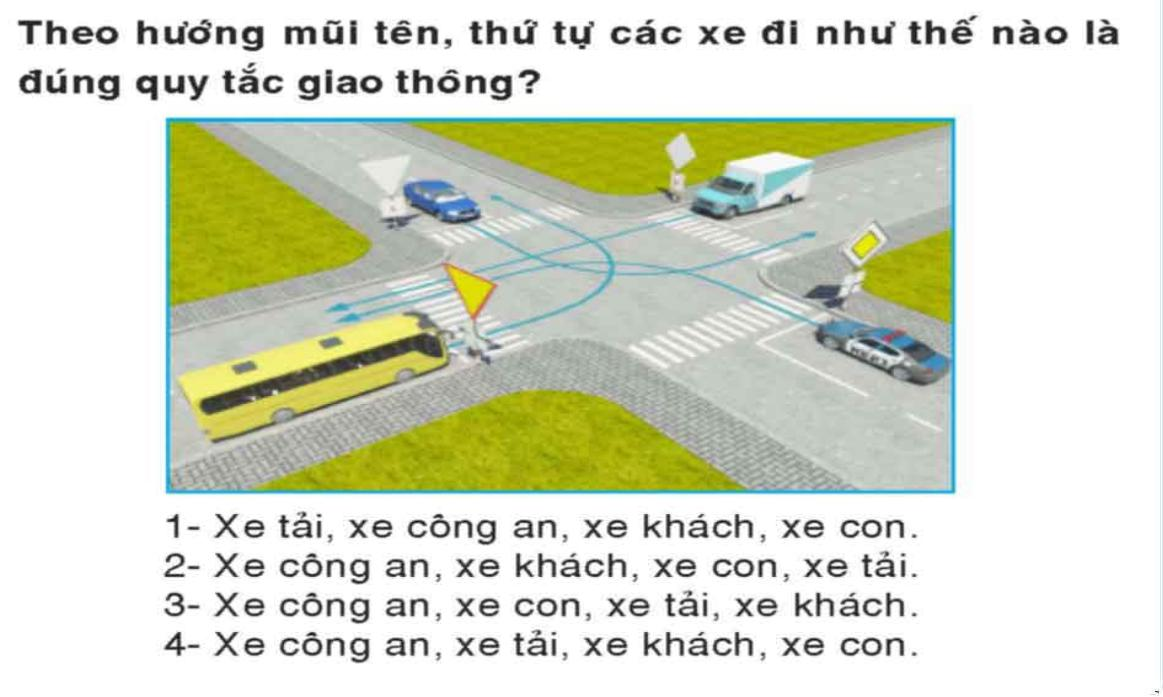 Theo hướng mũi tên, thứ tự các xe đi như thế nào là
đúng quy tắc giao thông?
1- Xe tải, xe công an, xe khách, xe con.
2- Xe công an, xe khách, xe con, xe tải.
3- Xe công an, xe con, xe tải, xe khách.
4- Xe công an, xe tải, xe khách, xe con.